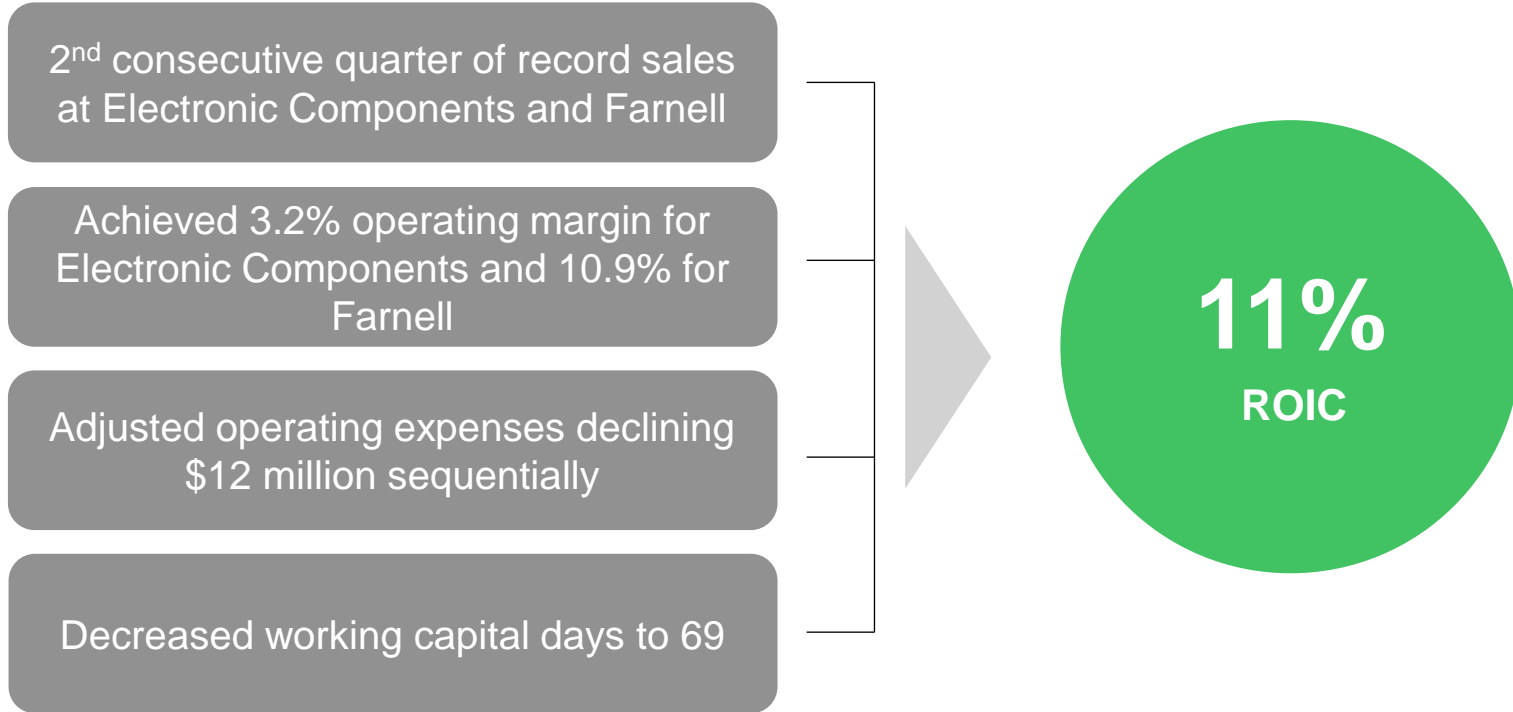 2nd consecutive quarter of record sales
at Electronic Components and Farnell
Achieved 3.2% operating margin for
Electronic Components and 10.9% for
Farnell
Adjusted operating expenses declining
$12 million sequentially
Decreased working capital days to 69
11%
ROIC